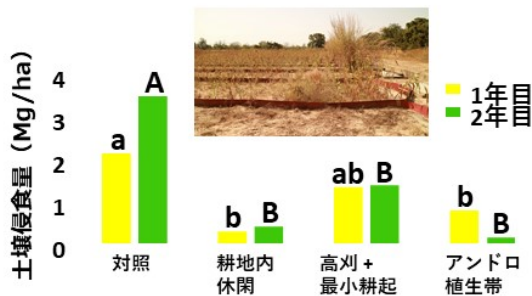 土壌侵食量 (Mg/ha)
4
3
2
1
0
a
A
b
B
ab
B
b
B
1年目
2年目
対照
耕地内
休閑
高刈 +
最小耕起
アンドロ
植生帯